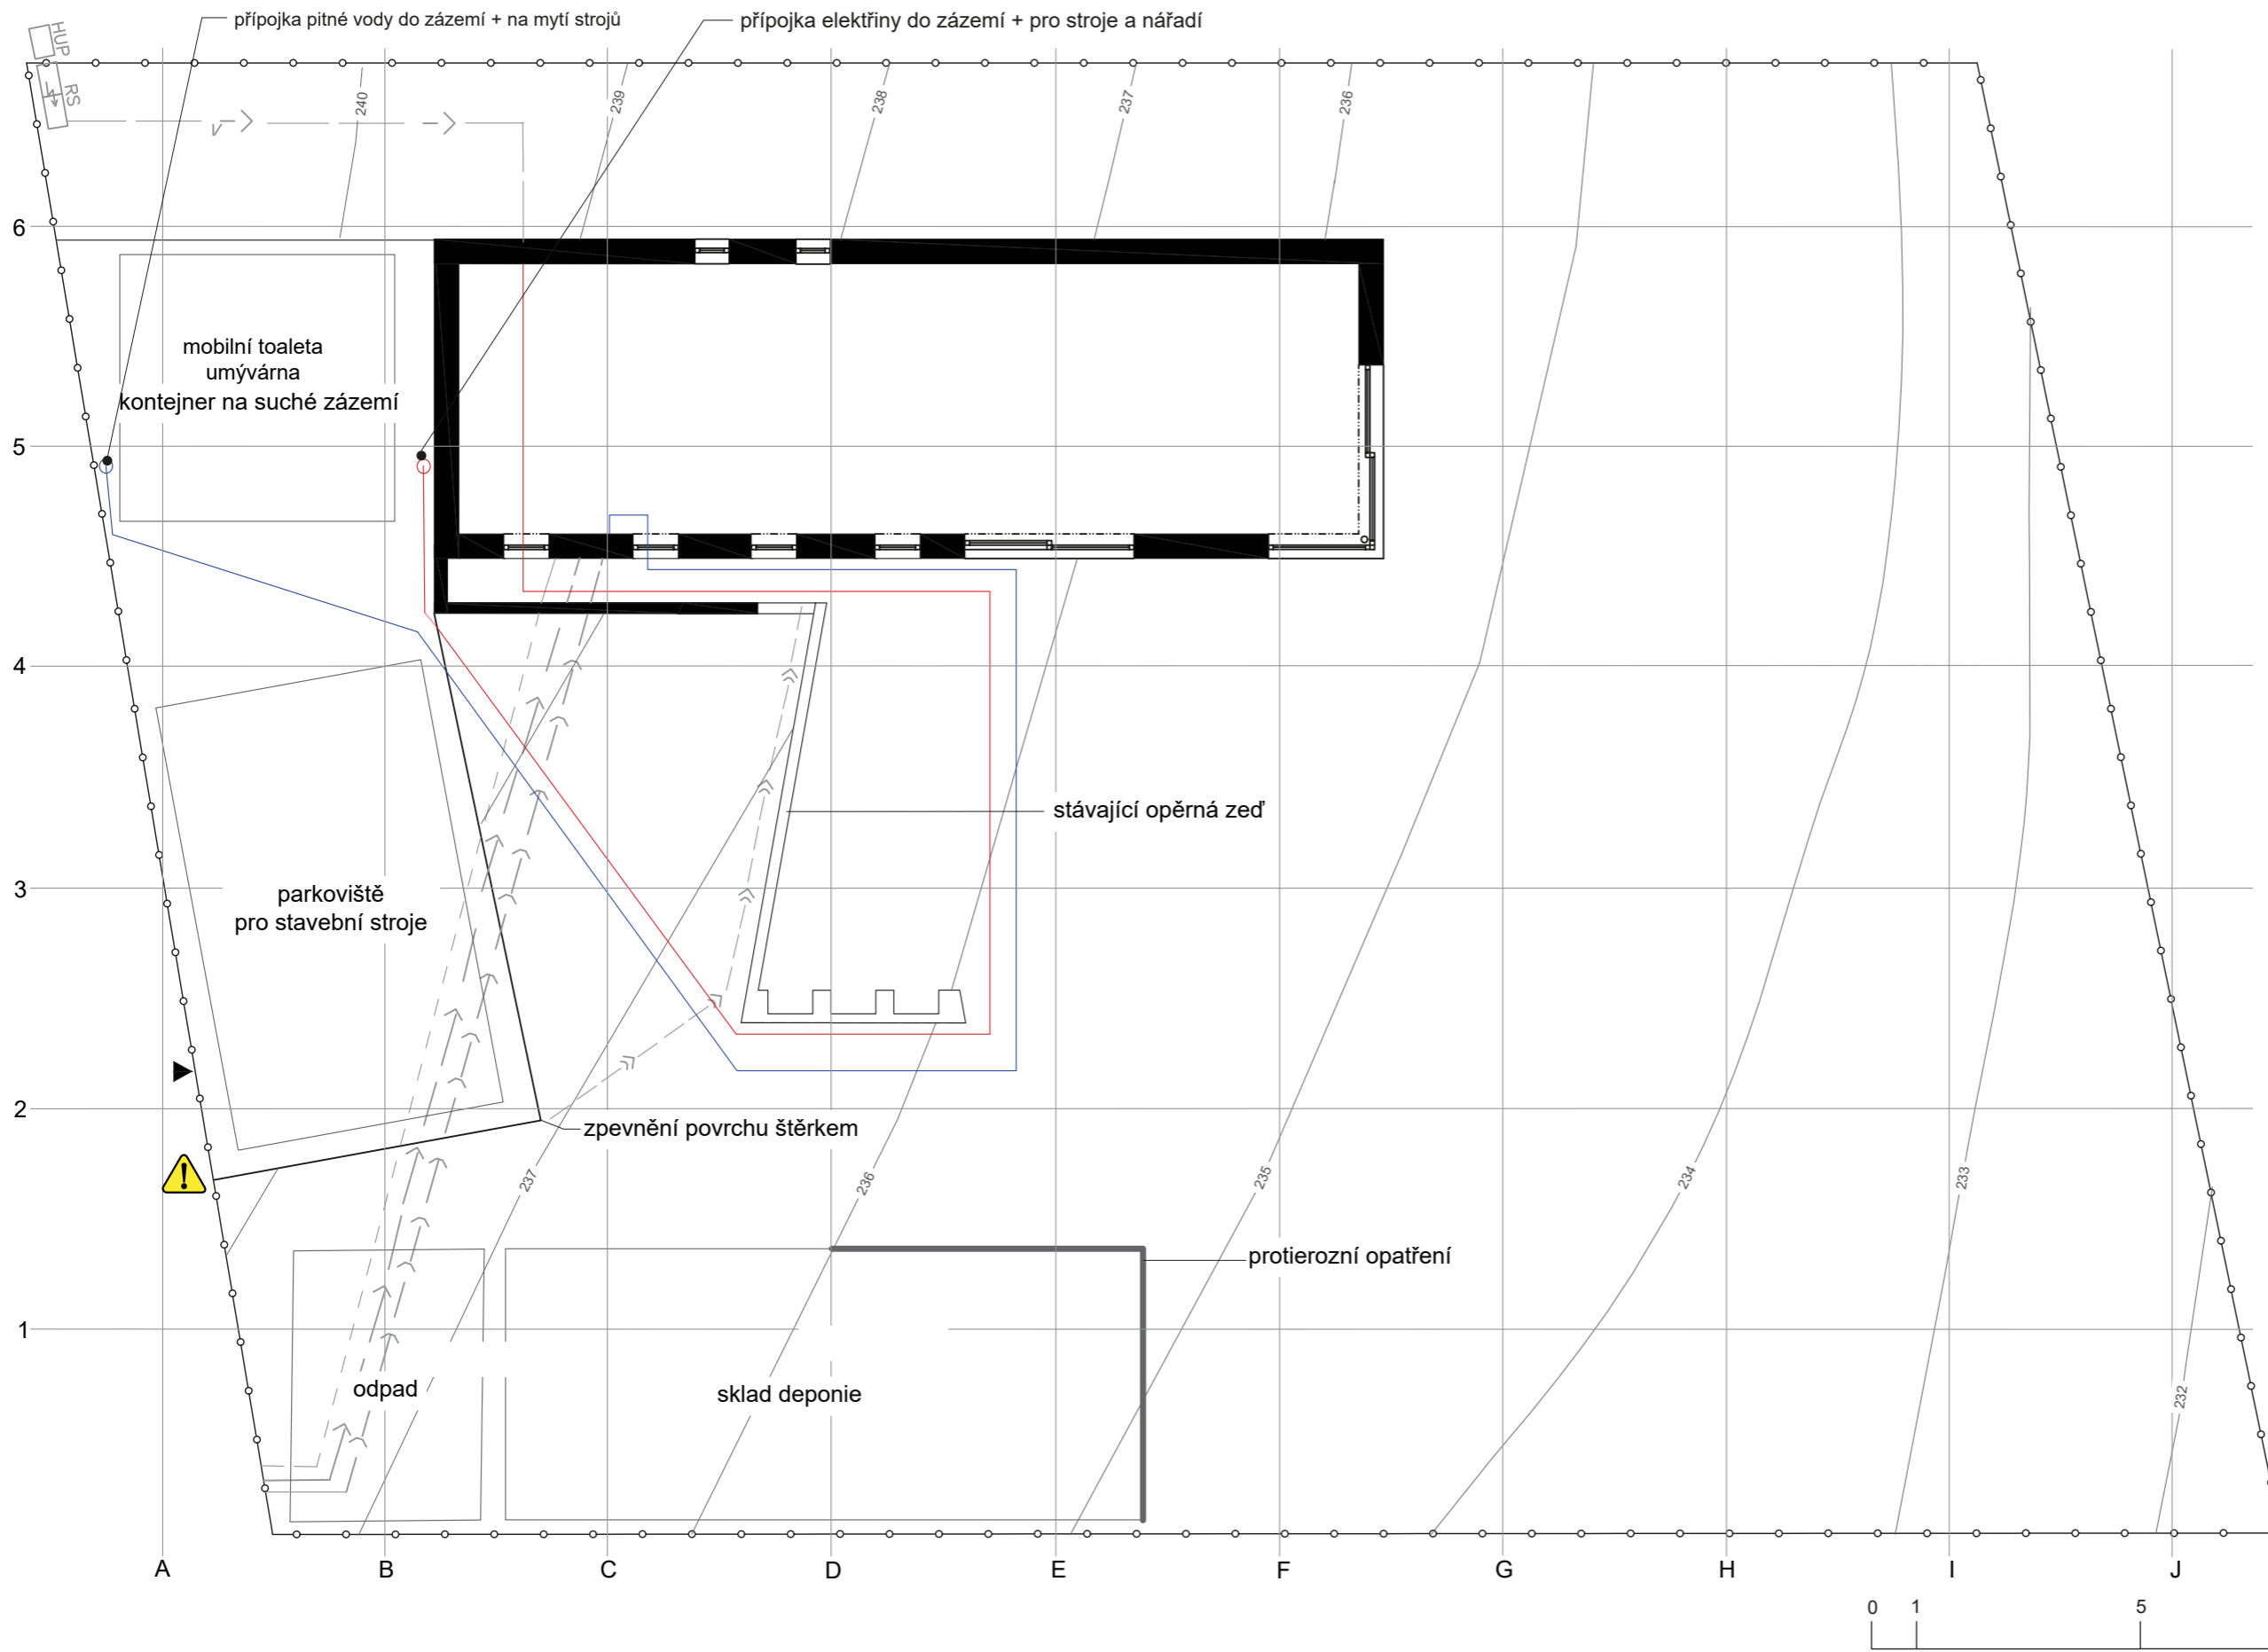 přípojka pitné vody do zázemí + na mytí strojů
přípojka elektřiny do zázemí + pro stroje a nářadí
HUP
RS
240
239
238
237
236
6
mobilní toaleta
umývárna
kontejner na suché zázemí
5
4
stávající opěrná zeď
3
parkoviště
pro stavební stroje
2
zpevnění povrchu štěrkem
237
236
235
234
233
protierozní opatření
1
odpad
sklad deponie
232
A
B
C
D
E
F
G
H
I
J
0
1
5